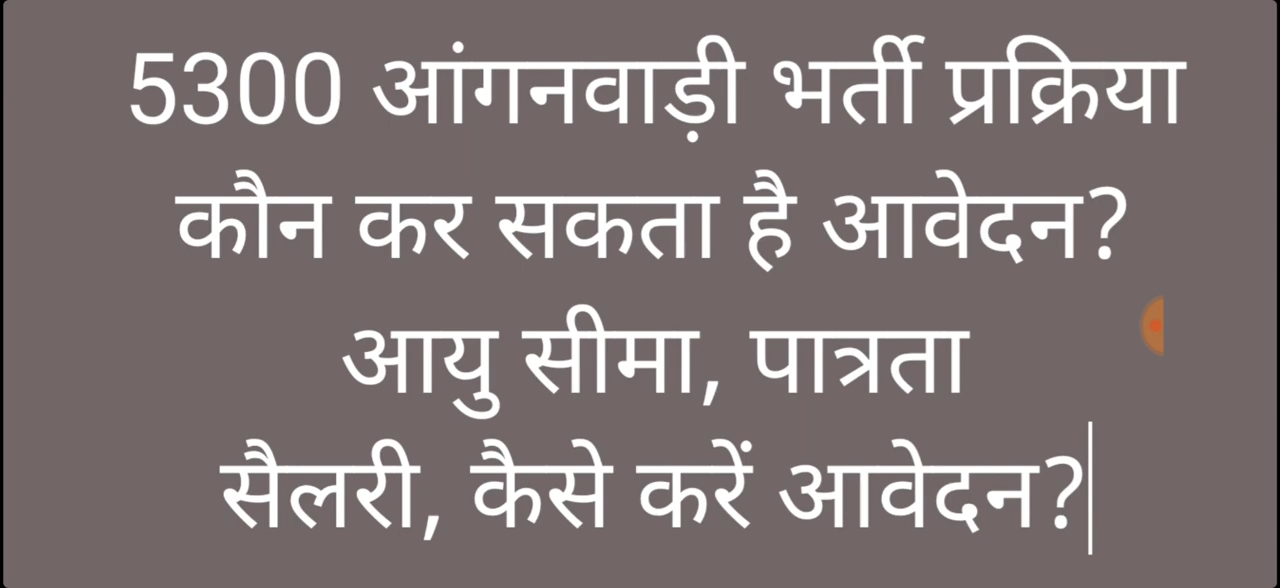 5300 आंगनवाड़ी भर्ती प्रक्रिया
कौन कर सकता है आवेदन?
आयु सीमा, पात्रता
सैलरी, कैसे करें आवेदन?